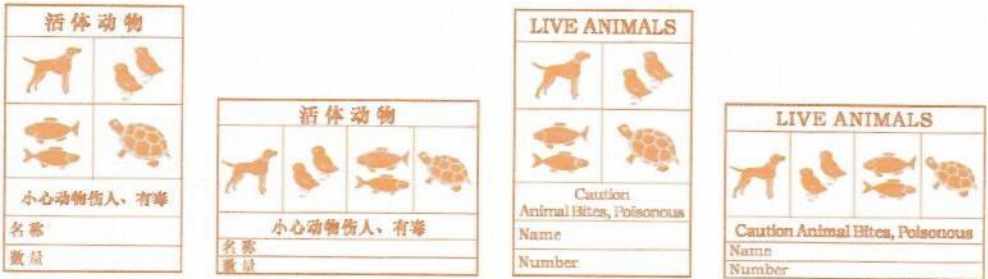 活体动物
小心动物伤人、有毒
名称
数量
活体动物
小心动物伤人、有毒
名称
数量
LIVE ANIMALS
Caution
Animal Bites, Poisonous
Name
Number
LIVE ANIMALS
Caution Animal Bites, Poisonous
Name
Number